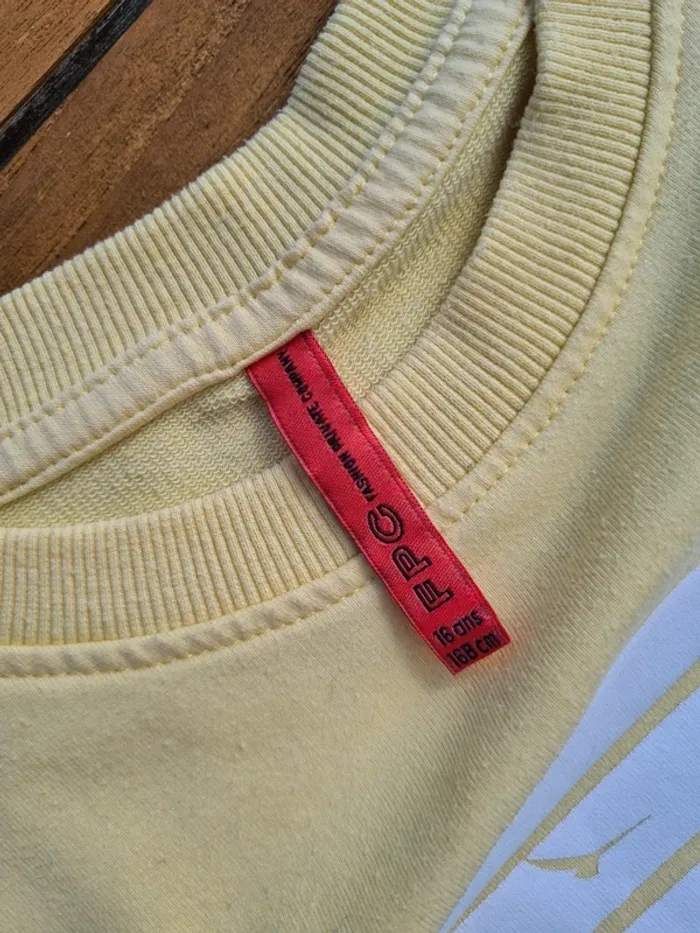 FPC
FASHION PRIVATE COMPANY
16 ans
168 cm